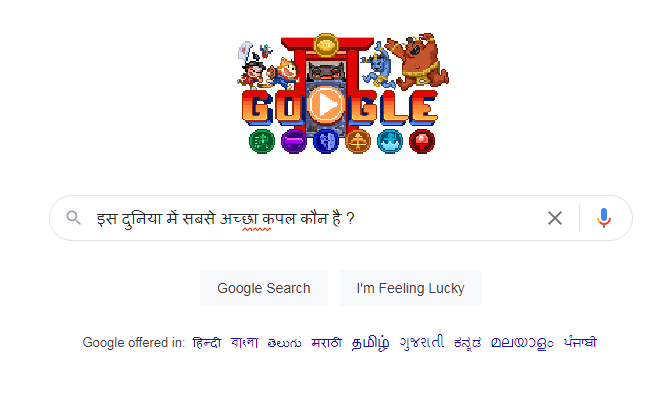 GOOGLE
इस दुनिया में सबसे अच्छा कपल कौन है ?
Google Search I'm Feeling Lucky
Google offered in: हिन्दी বাংলা తెలుగు मराठी தமிழ் ગુજરાતી ಕನ್ನಡ മലയാളം ਪੰਜਾਬੀ